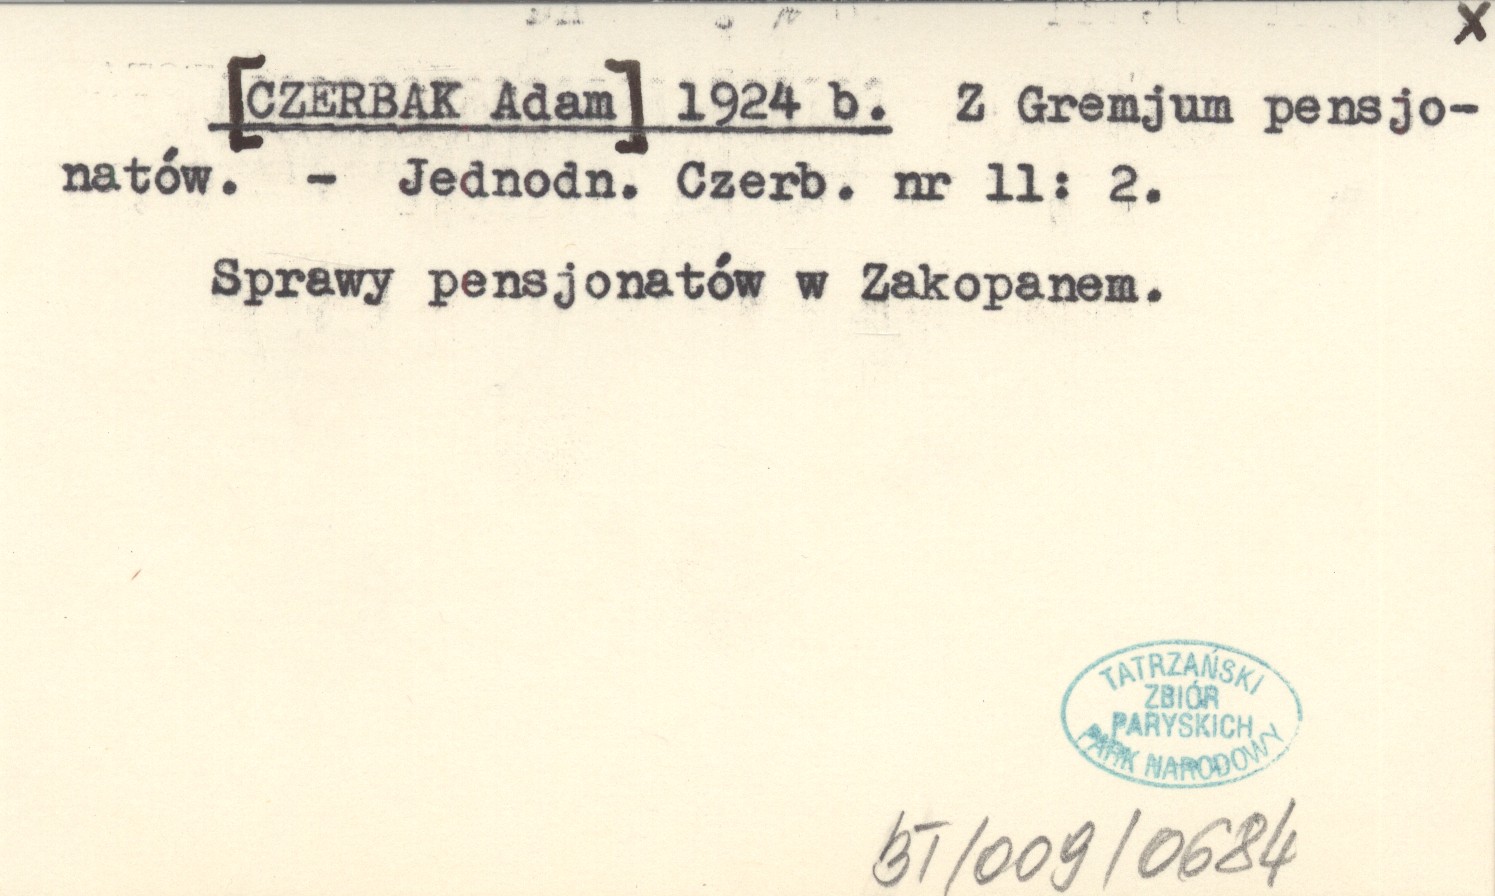 x
[CZERBAK Adam] 1924 b. Z Gremjum pensjo-
natów. - Jednodn. Czerb. nr 11: 2.
Sprawy pensjonatów w Zakopanem.
TATRZAŃSKI
ZBIÓR
PARYSKICH
PARK NARODOWY
BT/009/0684